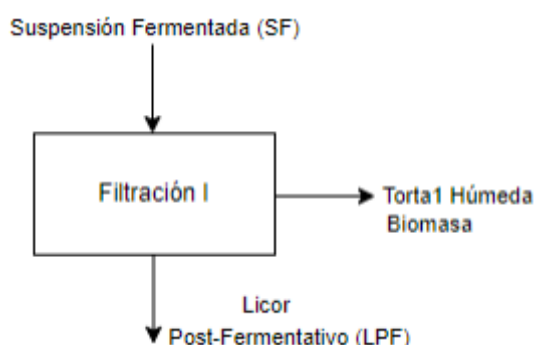 Suspensión Fermentada (SF)
Filtración I
Torta1 Húmeda
Biomasa
Licor
Post-Fermentativo (LPF)